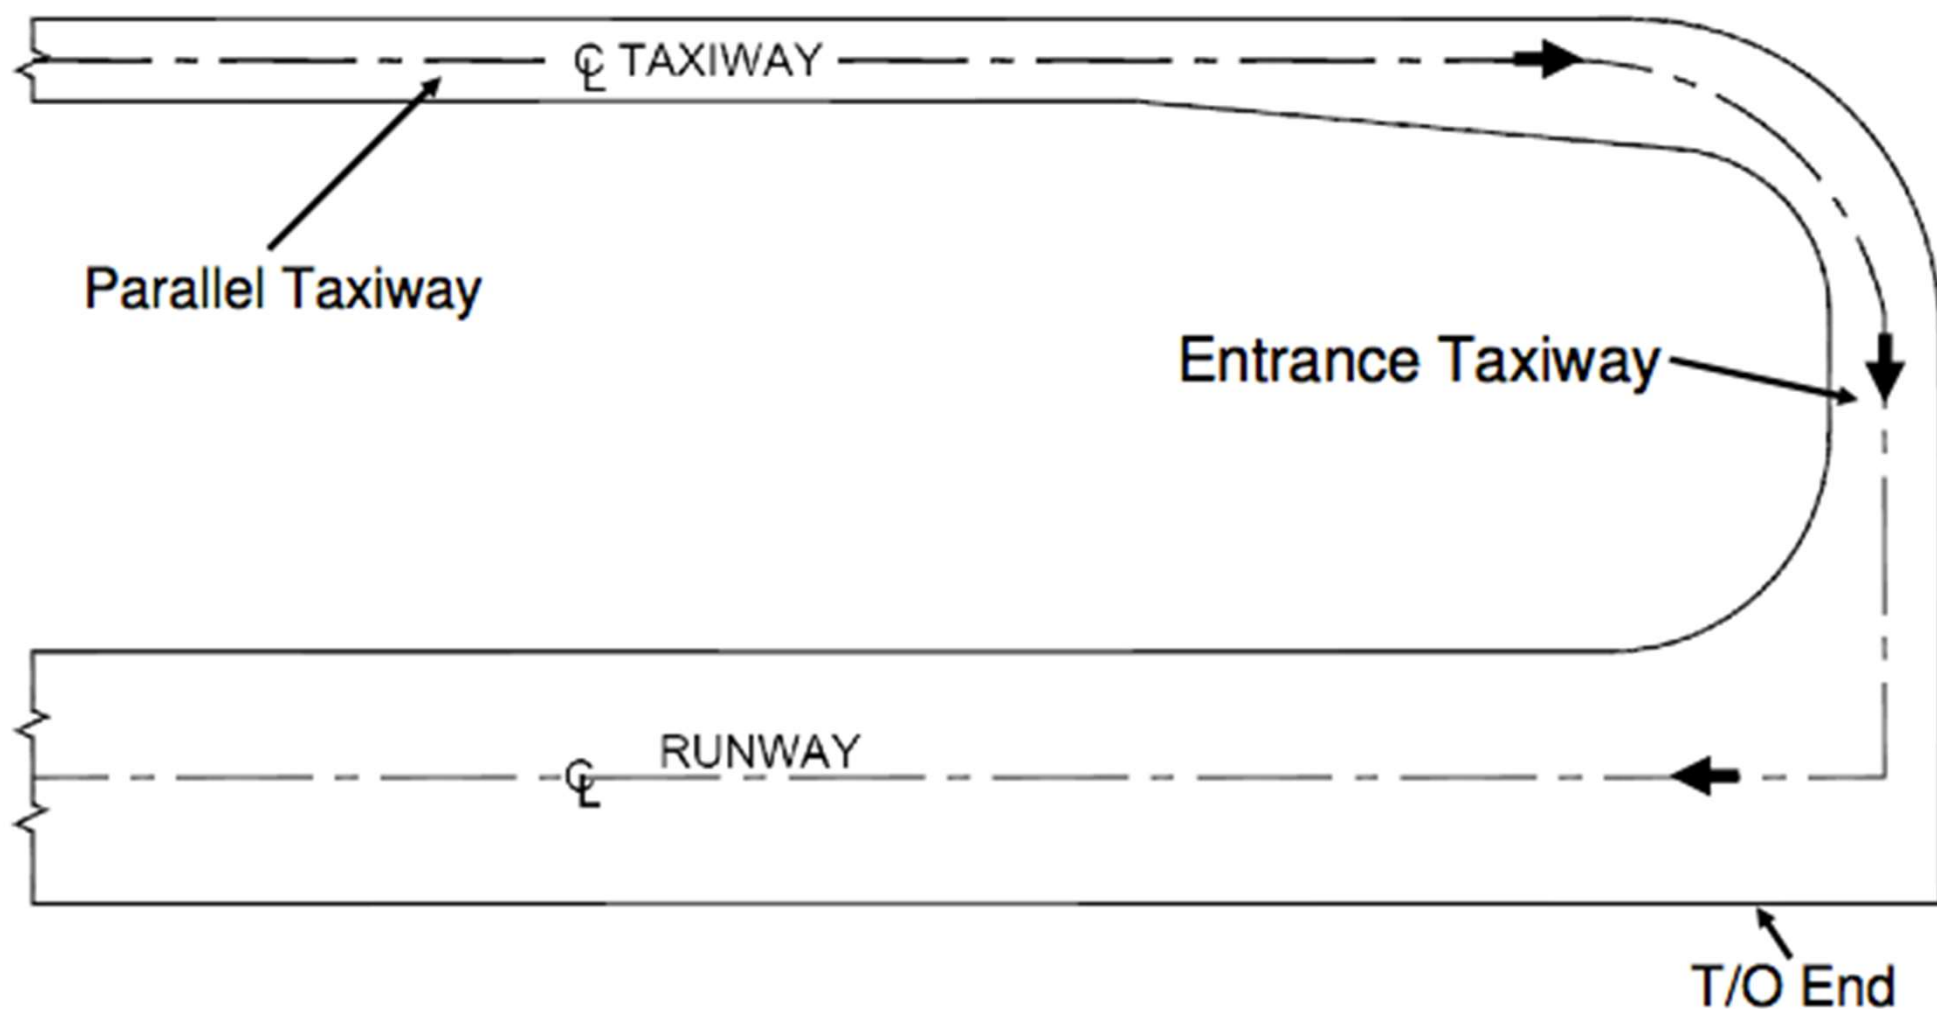 ℄ TAXIWAY
Parallel Taxiway
Entrance Taxiway
RUNWAY
℄
T/O End